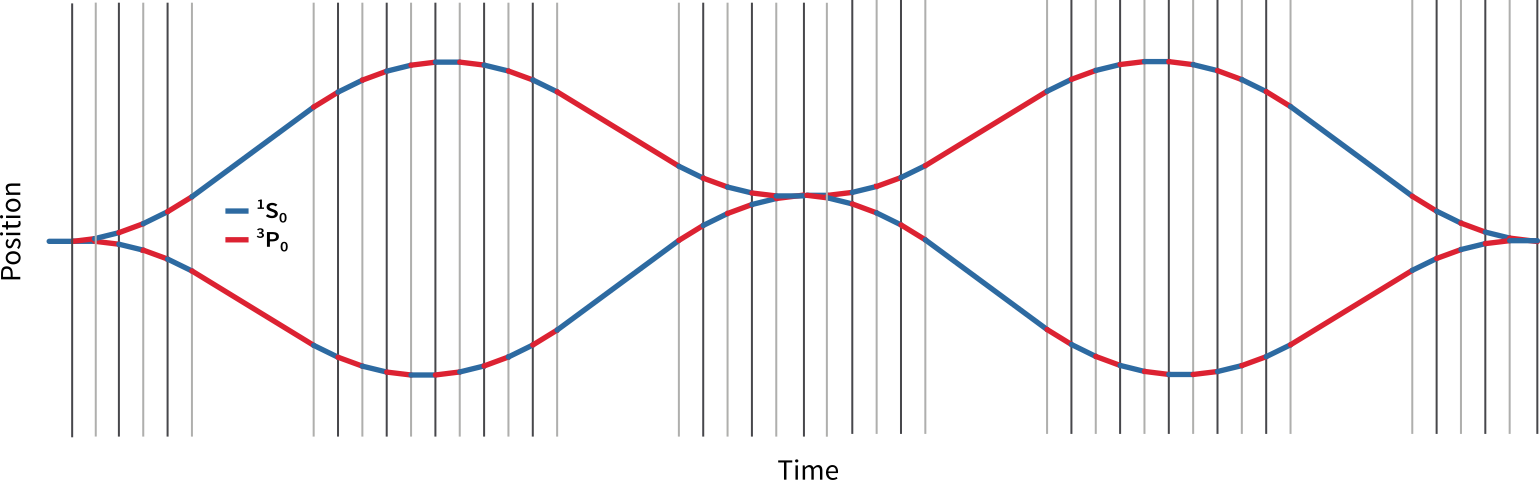 Position
¹S₀
³P₀
Time